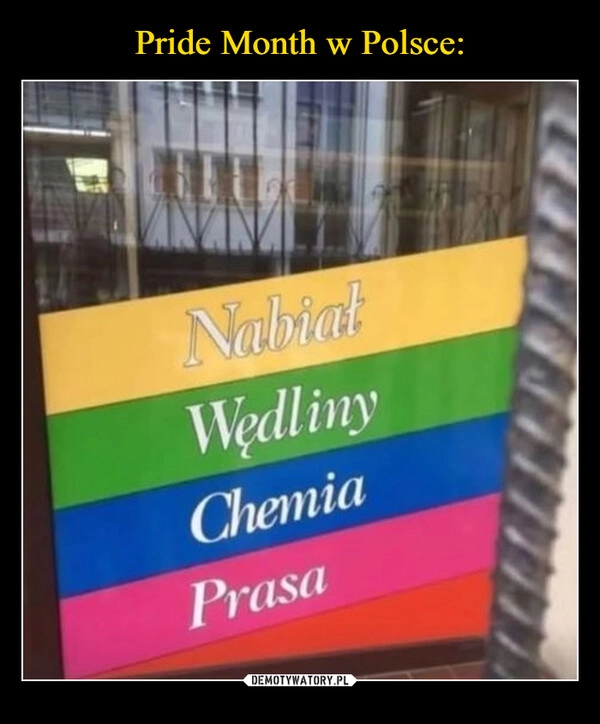 Pride Month w Polsce:
Nabiał
Wędliny
Chemia
Prasa
DEMOTYWATORY.PL